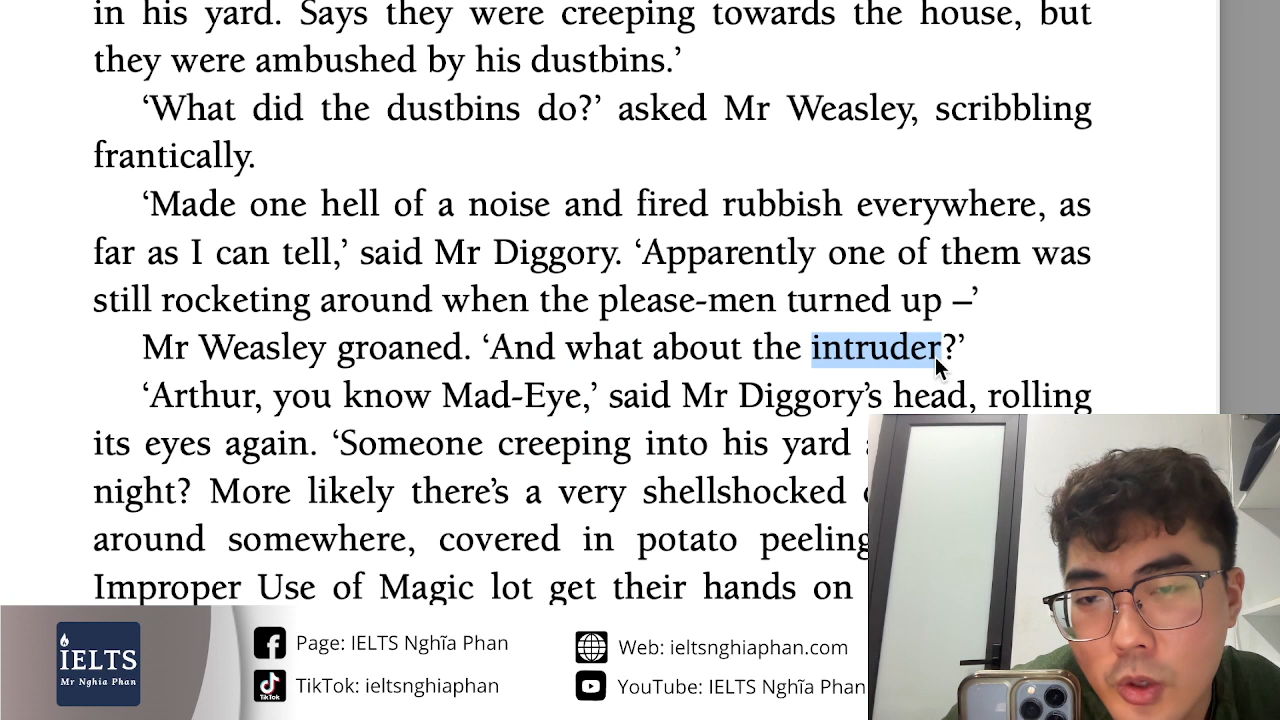 in his yard. Says they were creeping towards the house, but
they were ambushed by his dustbins.’
‘What did the dustbins do?’ asked Mr Weasley, scribbling
frantically.
‘Made one hell of a noise and fired rubbish everywhere, as
far as I can tell,’ said Mr Diggory. ‘Apparently one of them was
still rocketing around when the please-men turned up –’
Mr Weasley groaned. ‘And what about the intruder?’
‘Arthur, you know Mad-Eye,’ said Mr Diggory’s head, rolling
its eyes again. ‘Someone creeping into his yard
night? More likely there’s a very shellshocked
around somewhere, covered in potato
Improper Use of Magic lot get their hands on
IELTS
Mr Nghia Phan
Page: IELTS Nghĩa Phan
TikTok: ieltsnghiaphan
TikTok
Web: ieltsnghiaphan.com
YouTube: IELTS Nghĩa Phan